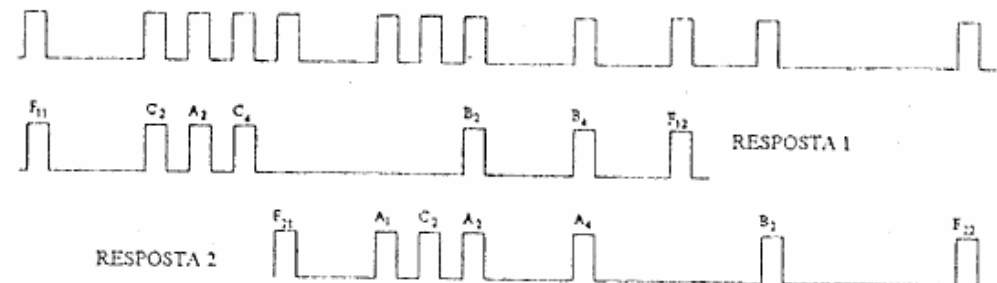 F11 C2 A2 C4 B2 B4 F12
RESPOSTA 1
F21 A1 C2 A2 A4 B2 F22
RESPOSTA 2